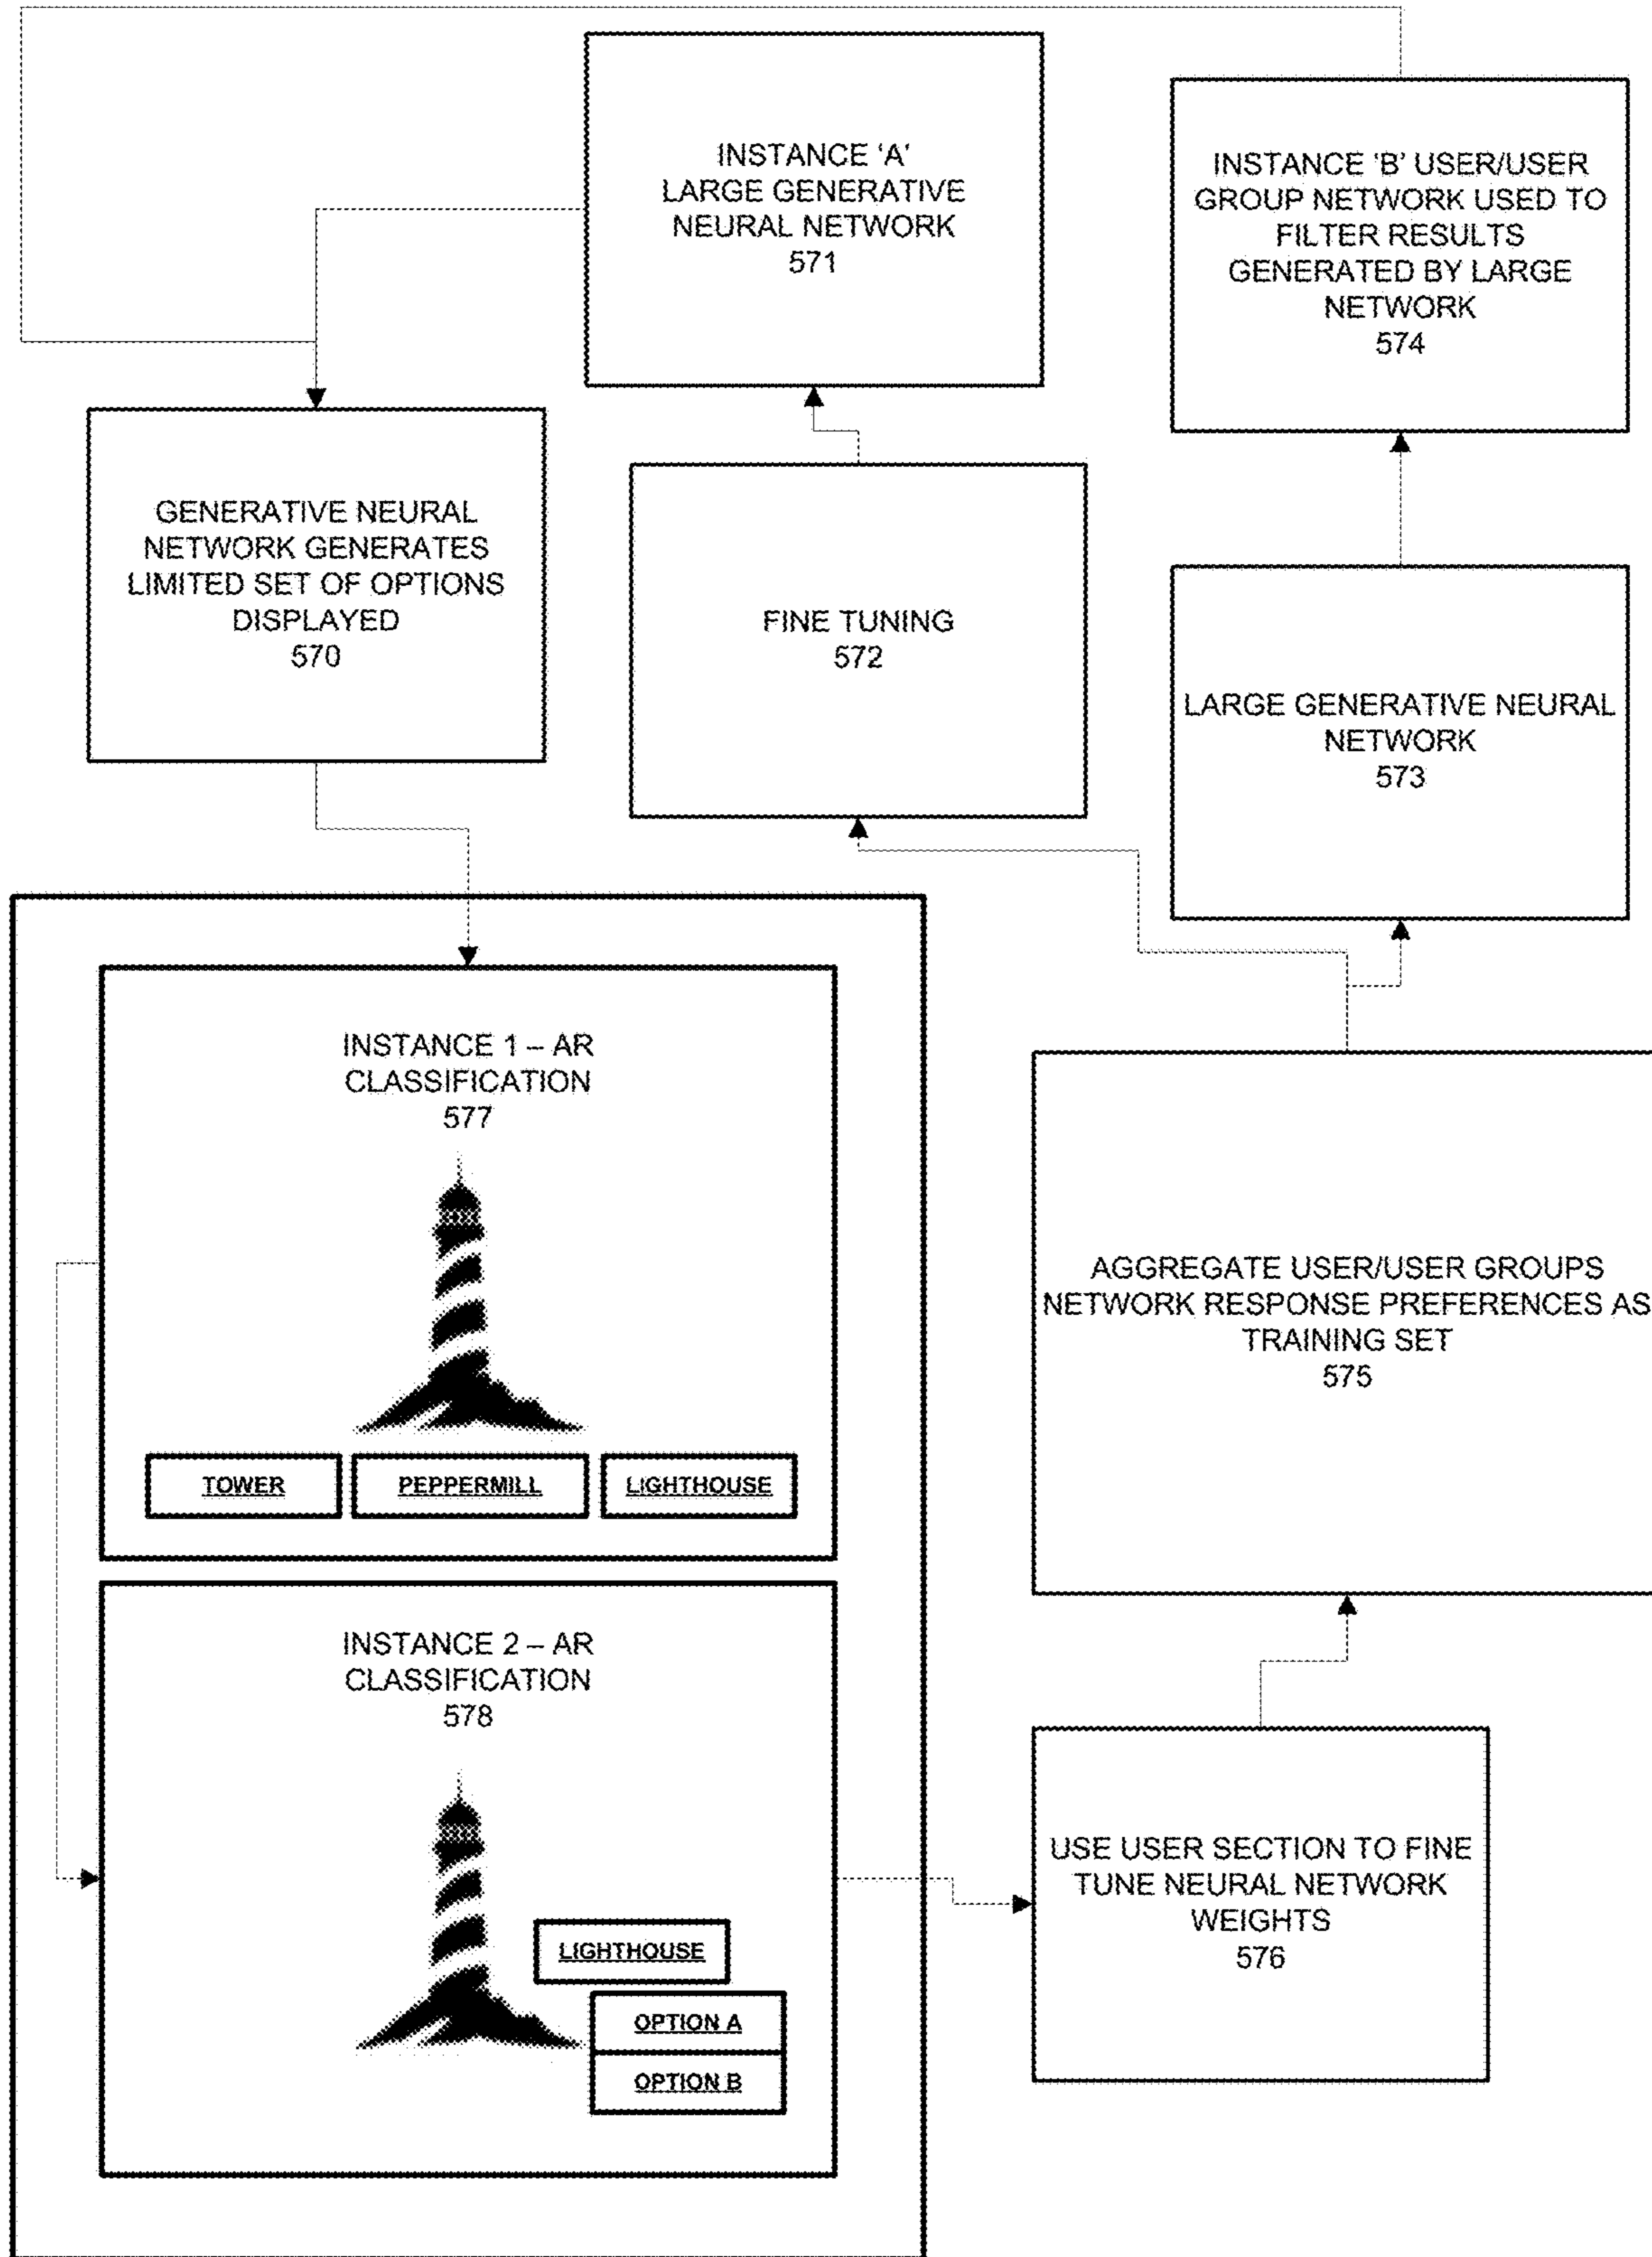 INSTANCE ‘A’
LARGE GENERATIVE
NEURAL NETWORK
571
INSTANCE ‘B’ USER/USER
GROUP NETWORK USED TO
FILTER RESULTS
GENERATED BY LARGE
NETWORK
574
GENERATIVE NEURAL
NETWORK GENERATES
LIMITED SET OF OPTIONS
DISPLAYED
570
FINE TUNING
572
LARGE GENERATIVE NEURAL
NETWORK
573
INSTANCE 1 – AR
CLASSIFICATION
577
TOWER
PEPPERMILL
LIGHTHOUSE
AGGREGATE USER/USER GROUPS
NETWORK RESPONSE PREFERENCES AS
TRAINING SET
575
INSTANCE 2 – AR
CLASSIFICATION
578
LIGHTHOUSE
OPTION A
OPTION B
USE USER SECTION TO FINE
TUNE NEURAL NETWORK
WEIGHTS
576